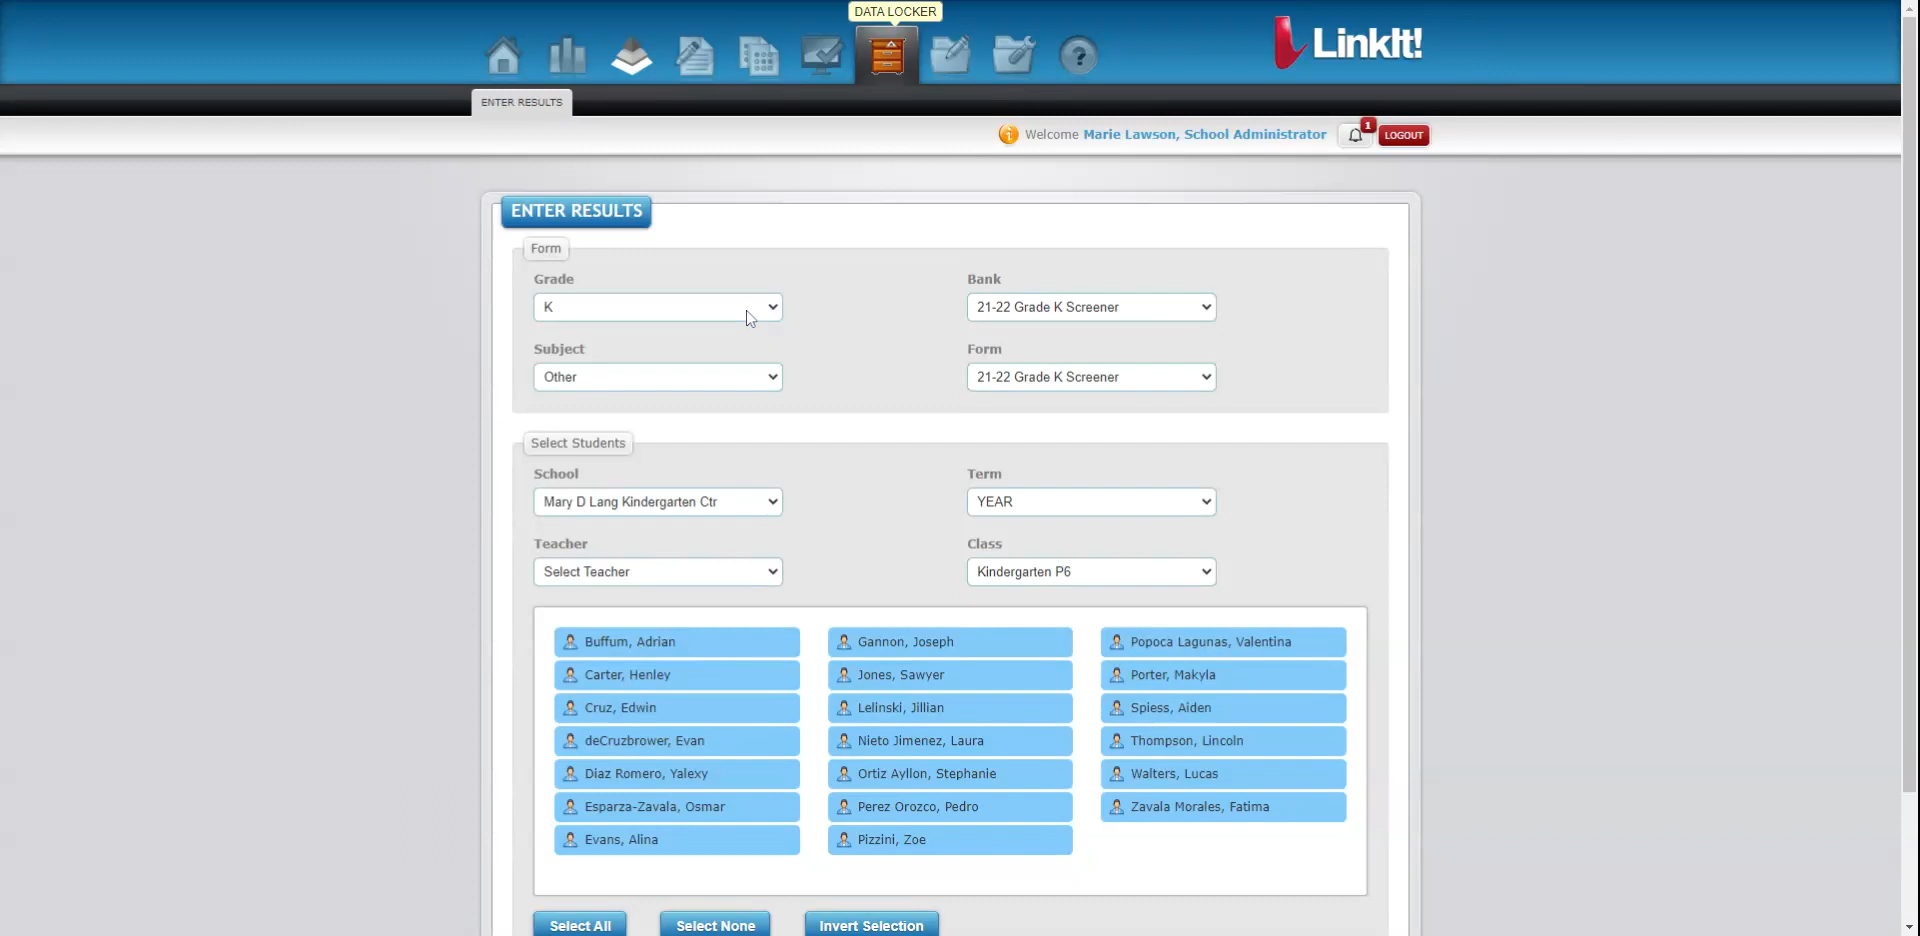 DATA LOCKER
LinkIt!
ENTER RESULTS
Welcome Marie Lawson, School Administrator
1
LOGOUT
ENTER RESULTS
Form
Grade
Bank
K
21-22 Grade K Screener
Subject
Form
Other
21-22 Grade K Screener
Select Students
School
Term
Mary D Lang Kindergarten Ctr
YEAR
Teacher
Class
Select Teacher
Kindergarten P6
Buffum, Adrian
Gannon, Joseph
Popoca Lagunas, Valentina
Carter, Henley
Jones, Sawyer
Porter, Makyla
Cruz, Edwin
Lelinski, Jillian
Spiess, Aiden
deCruzbrower, Evan
Nieto Jimenez, Laura
Thompson, Lincoln
Diaz Romero, Yalexy
Ortiz Ayllon, Stephanie
Walters, Lucas
Esparza-Zavala, Osmar
Perez Orozco, Pedro
Zavala Morales, Fatima
Evans, Alina
Pizzini, Zoe
Select All
Select None
Invert Selection